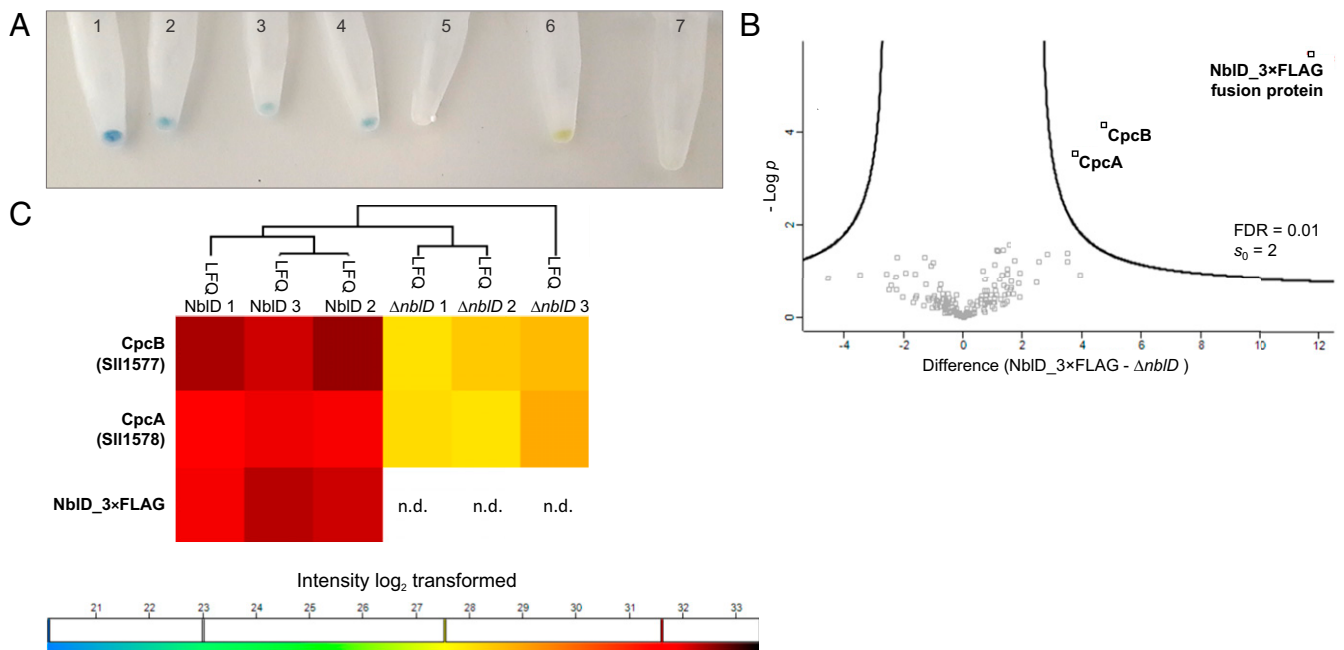 A
1 2 3 4 5 6 7
B
NblD_3×FLAG
fusion protein
CpcB
CpcA
FDR = 0.01
s0 = 2
- Log p
4
2
0
-4 -2 0 2 4 6 8 10 12
Difference (NblD_3×FLAG - ΔnblD )
C
LFQ LFQ LFQ LFQ LFQ LFQ
NblD 1 NblD 3 NblD 2 ΔnblD 1 ΔnblD 2 ΔnblD 3
CpcB
(Sll1577)
CpcA
(Sll1578)
NblD_3×FLAG n.d. n.d. n.d.
Intensity log2 transformed
21 22 23 24 25 26 27 28 29 30 31 32 33